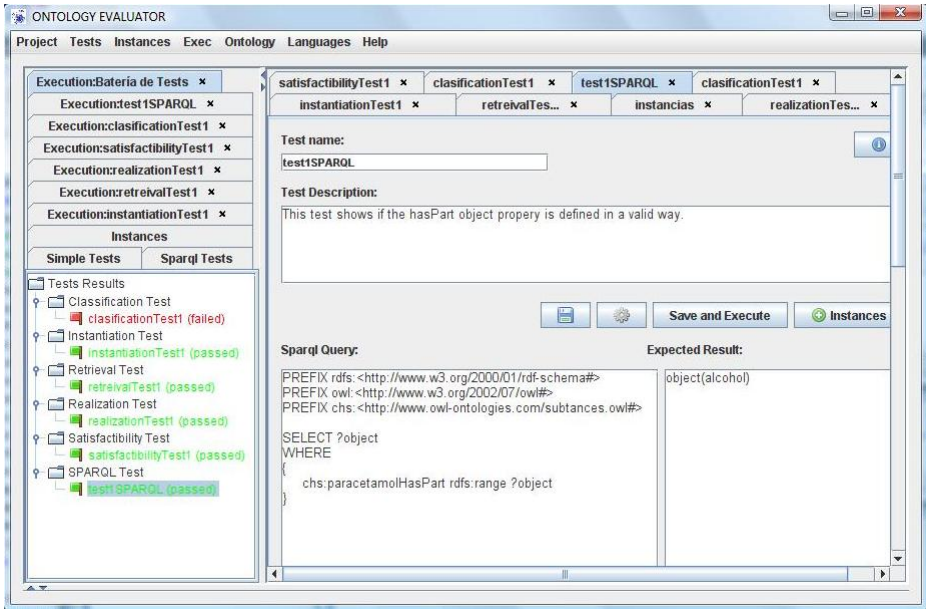 ONTOLOGY EVALUATOR
Project Tests Instances Exec Ontology Languages Help
Execution:Batería de Tests ×
Execution:test1SPARQL ×
Execution:clasificationTest1 ×
Execution:satisfactibilityTest1 ×
Execution:realizationTest1 ×
Execution:retreivalTest1 ×
Execution:instantiationTest1 ×
Instances
Simple Tests Sparql Tests
Tests Results
Classification Test
clasificationTest1 (failed)
Instantiation Test
instantiationTest1 (passed)
Retrieval Test
retreivalTest1 (passed)
Realization Test
realizationTest1 (passed)
Satisfactibility Test
satisfactibilityTest1 (passed)
SPARQL Test
test1SPARQL (passed)
satisfactibilityTest1 × clasificationTest1 × test1SPARQL × clasificationTest1 ×
instantiationTest1 × retreivalTes... × instancias × realizationTes... ×
Test name:
test1SPARQL
Test Description:
This test shows if the hasPart object propery is defined in a valid way.
Save and Execute Instances
Sparql Query:
PREFIX rdfs:<http://www.w3.org/2000/01/rdf-schema#>
PREFIX owl:<http://www.w3.org/2002/07/owl#>
PREFIX chs:<http://www.owl-ontologies.com/subtances.owl#>
SELECT ?object
WHERE
{
chs:paracetamolHasPart rdfs:range ?object
}
Expected Result:
object(alcohol)